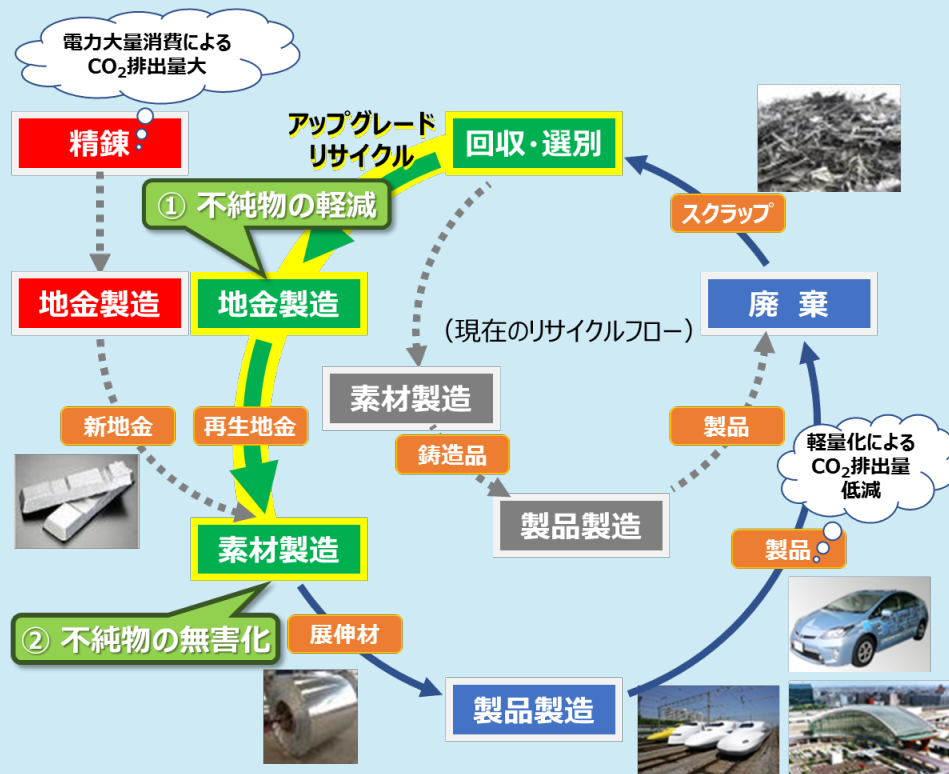 電力大量消費による
CO₂排出量大
精錬
アップグレード
リサイクル
回収・選別
① 不純物の軽減
スクラップ
地金製造
地金製造
廃 棄
(現在のリサイクルフロー)
素材製造
新地金
再生地金
鋳造品
製品
軽量化による
CO₂排出量
低減
製品製造
素材製造
製品
② 不純物の無害化
展伸材
製品製造